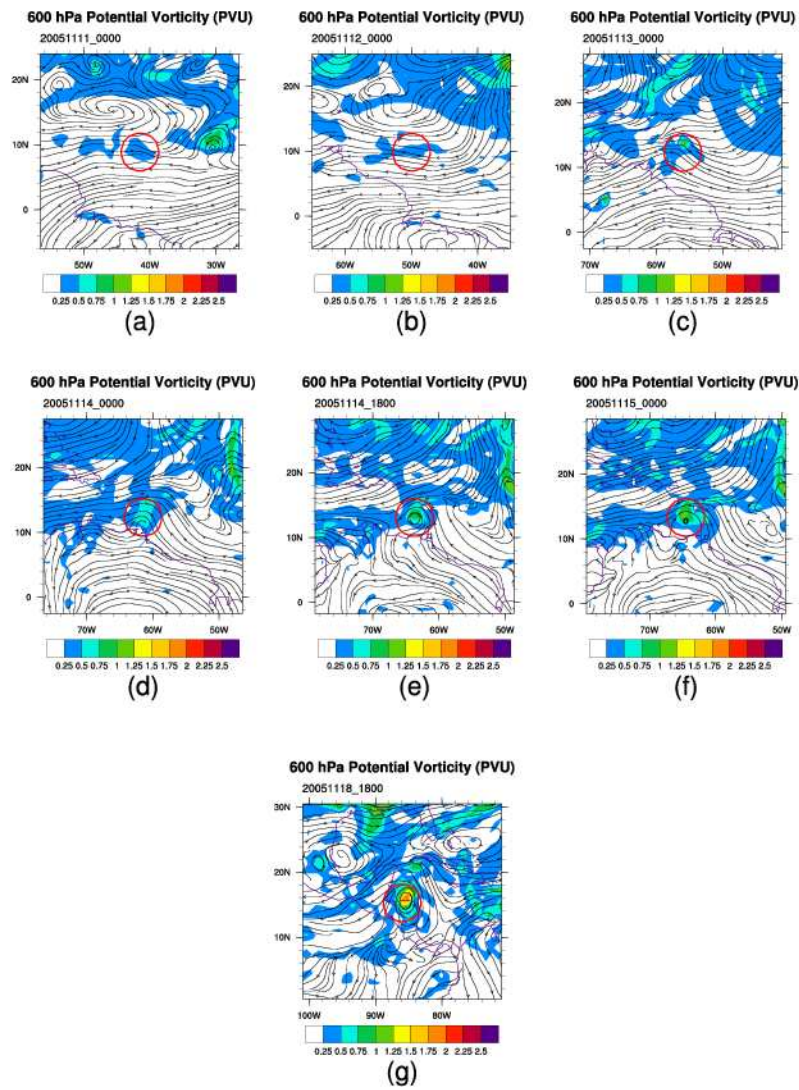 600 hPa Potential Vorticity (PVU)
20051111_0000
20N
10N
0
50W 40W 30W
0.25 0.5 0.75 1 1.25 1.5 1.75 2 2.25 2.5
(a)
600 hPa Potential Vorticity (PVU)
20051112_0000
20N
10N
0
60W 50W 40W
0.25 0.5 0.75 1 1.25 1.5 1.75 2 2.25 2.5
(b)
600 hPa Potential Vorticity (PVU)
20051113_0000
20N
10N
0
70W 60W 50W
0.25 0.5 0.75 1 1.25 1.5 1.75 2 2.25 2.5
(c)
600 hPa Potential Vorticity (PVU)
20051114_0000
20N
10N
0
70W 60W 50W
0.25 0.5 0.75 1 1.25 1.5 1.75 2 2.25 2.5
(d)
600 hPa Potential Vorticity (PVU)
20051114_1800
20N
10N
0
70W 60W 50W
0.25 0.5 0.75 1 1.25 1.5 1.75 2 2.25 2.5
(e)
600 hPa Potential Vorticity (PVU)
20051115_0000
20N
10N
0
70W 60W 50W
0.25 0.5 0.75 1 1.25 1.5 1.75 2 2.25 2.5
(f)
600 hPa Potential Vorticity (PVU)
20051118_1800
30N
20N
10N
100W 90W 80W
0.25 0.5 0.75 1 1.25 1.5 1.75 2 2.25 2.5
(g)